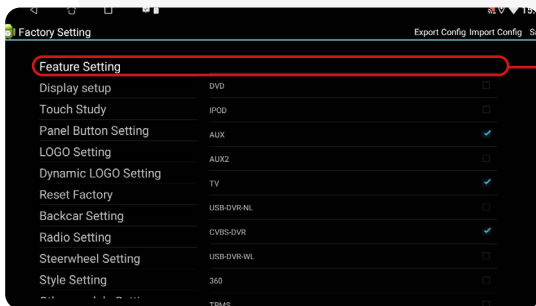 15:
Factory Setting
Export Config Import Config
Feature Setting
Display setup
DVD
Touch Study
IPOD
Panel Button Setting
AUX
LOGO Setting
AUX2
Dynamic LOGO Setting
TV
Reset Factory
USB-DVR-NL
Backcar Setting
CVBS-DVR
Radio Setting
USB-DVR-WL
Steerwheel Setting
360
Style Setting
TPMS